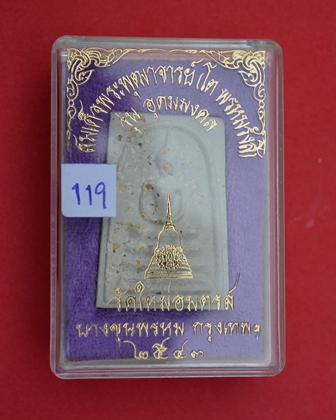 สมเด็จพระพุฒาจารย์ (โต พรหมรังสี)
รุ่น อุดมมงคล
119
วัดใหม่อมตรส
บางขุนพรหม กรุงเทพฯ
๒๕๔๓